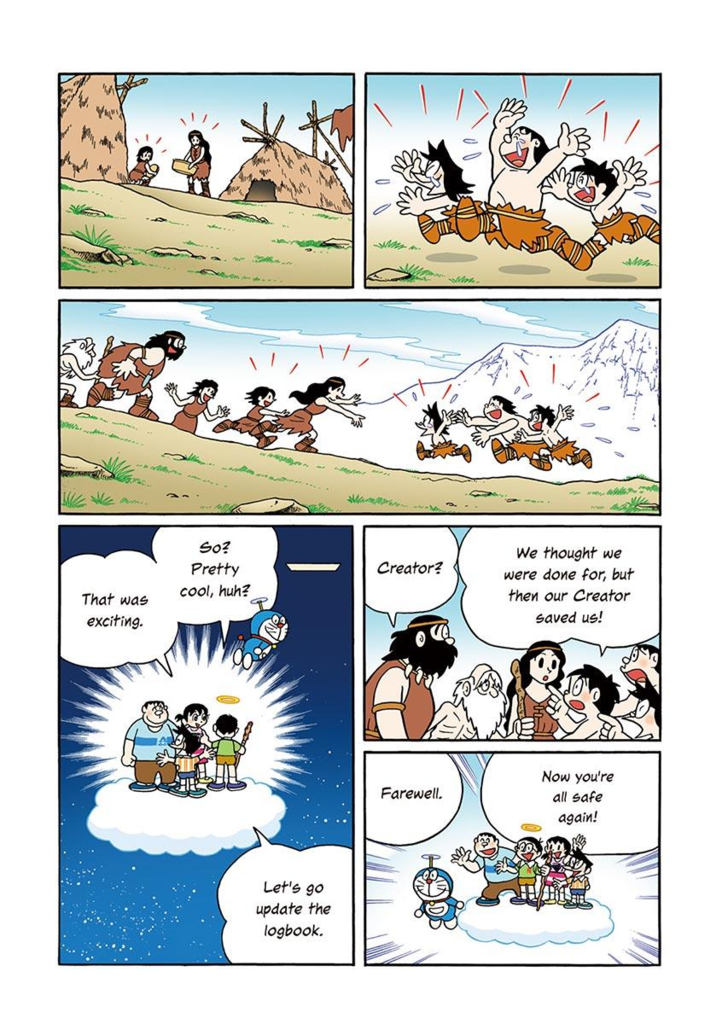 We thought we
were done for, but
then our Creator
saved us!
Creator?
Now you're
all safe
again!
Farewell.
So?
Pretty
cool, huh?
That was
exciting.
Let's go
update the
logbook.